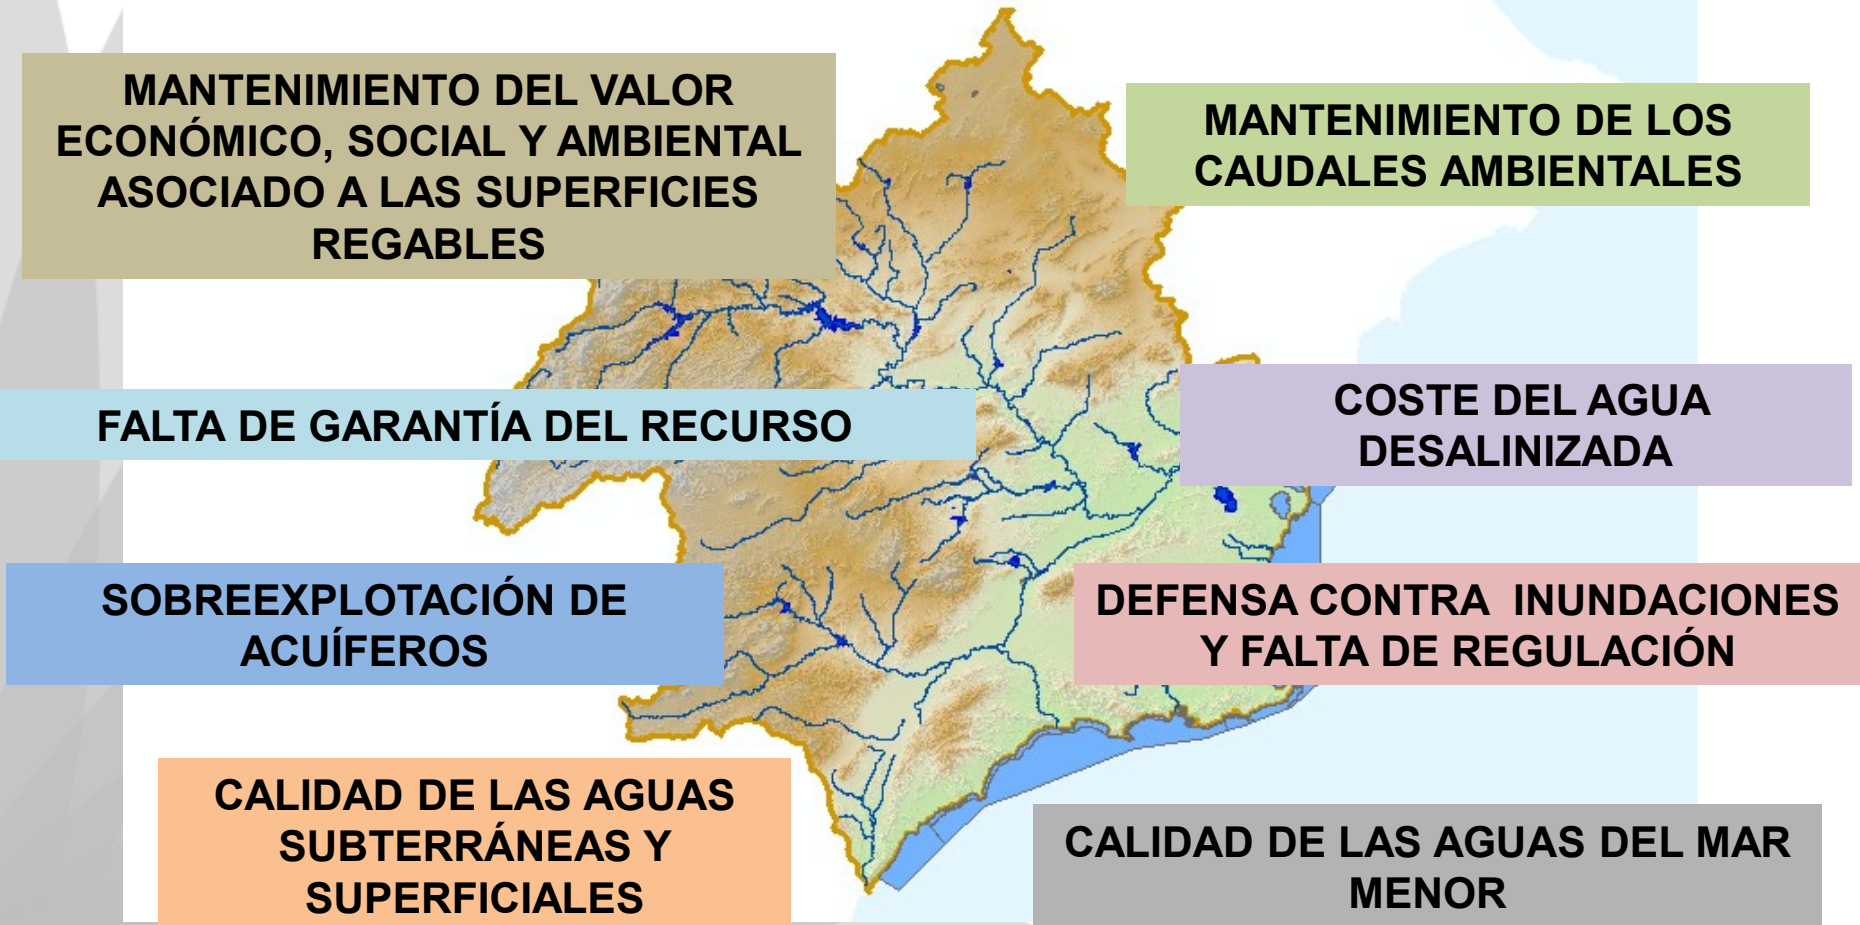 MANTENIMIENTO DEL VALOR
ECONÓMICO, SOCIAL Y AMBIENTAL
ASOCIADO A LAS SUPERFICIES
REGABLES
MANTENIMIENTO DE LOS
CAUDALES AMBIENTALES
FALTA DE GARANTÍA DEL RECURSO
COSTE DEL AGUA
DESALINIZADA
SOBREEXPLOTACIÓN DE
ACUÍFEROS
DEFENSA CONTRA  INUNDACIONES
Y FALTA DE REGULACIÓN
CALIDAD DE LAS AGUAS
SUBTERRÁNEAS Y
SUPERFICIALES
CALIDAD DE LAS AGUAS DEL MAR
MENOR